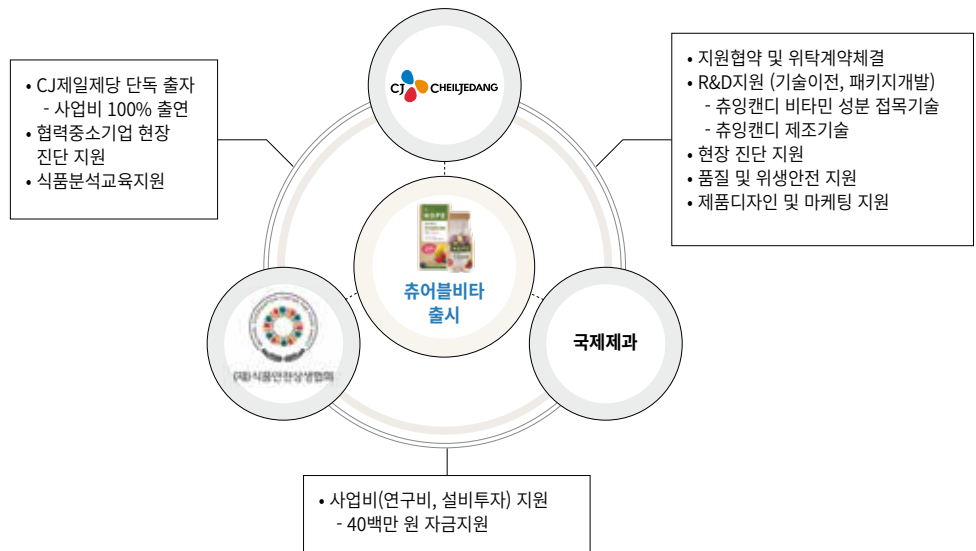 CJ CHEILJEDANG
• CJ제일제당 단독 출자
- 사업비 100% 출연
• 협력중소기업 현장
진단 지원
• 식품분석교육지원
• 지원협약 및 위탁계약체결
• R&D지원 (기술이전, 패키지개발)
- 츄잉캔디 비타민 성분 접목기술
- 츄잉캔디 제조기술
• 현장 진단 지원
• 품질 및 위생안전 지원
• 제품디자인 및 마케팅 지원
HOPE
츄어블비타
출시
(재)식품안전상생협회
국제제과
• 사업비(연구비, 설비투자) 지원
- 40백만 원 자금지원